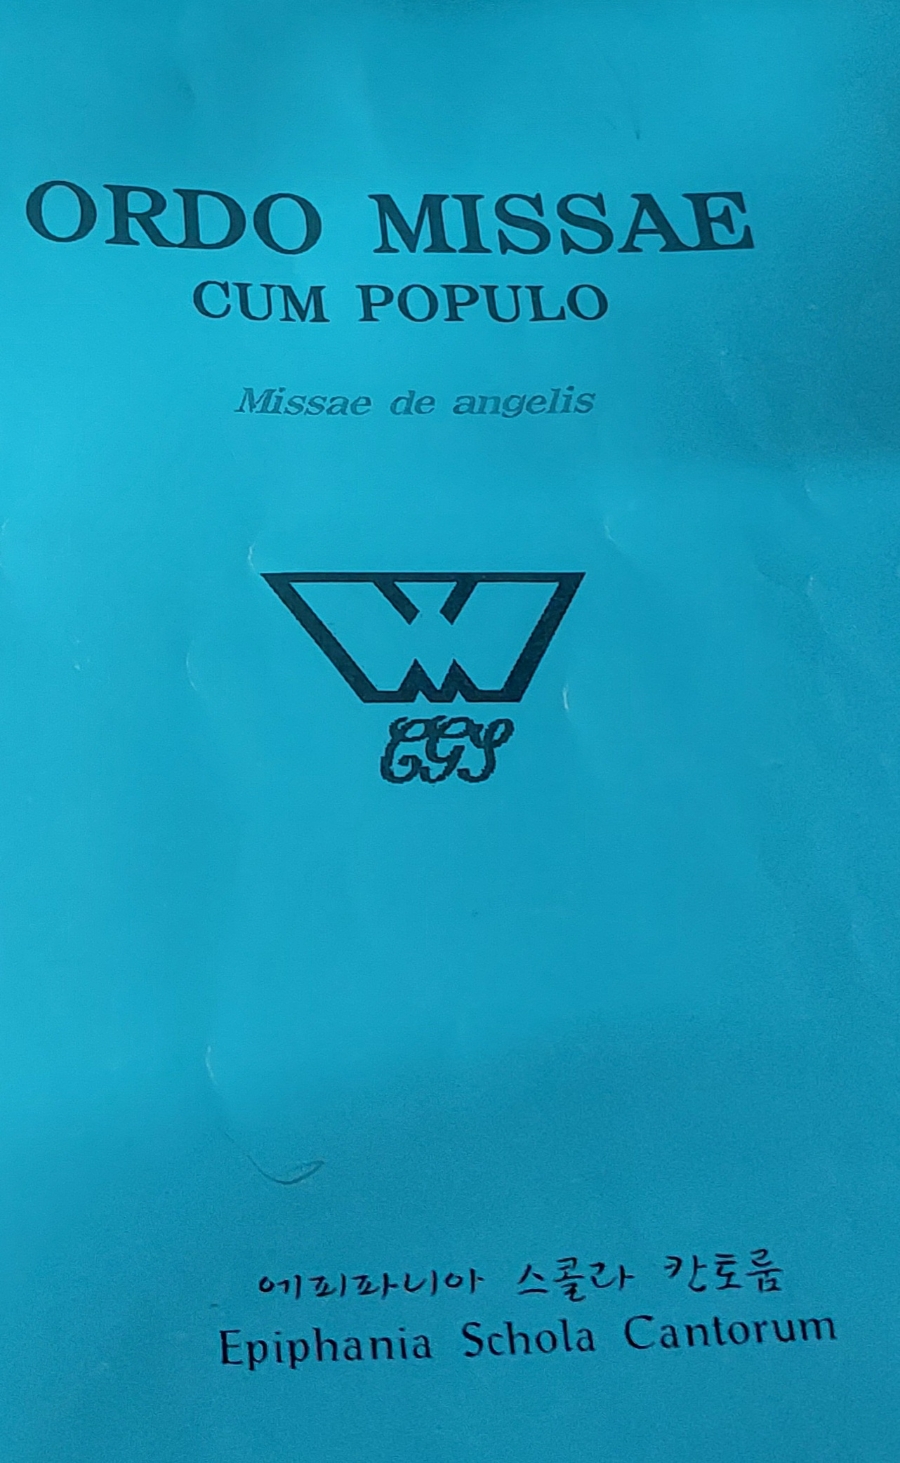 ORDO MISSAE
CUM POPULO
Missae de angelis
에피파니아 스콜라 칸토룸
Epiphania Schola Cantorum